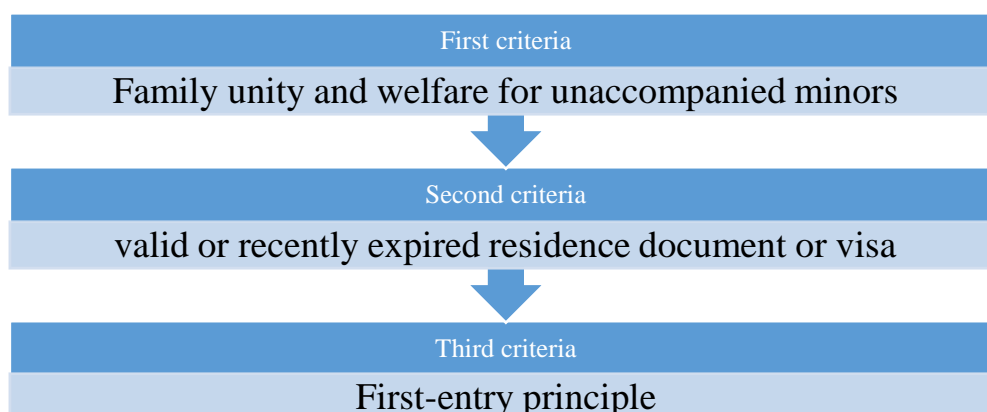 First criteria
Family unity and welfare for unaccompanied minors
Second criteria
valid or recently expired residence document or visa
Third criteria
First-entry principle